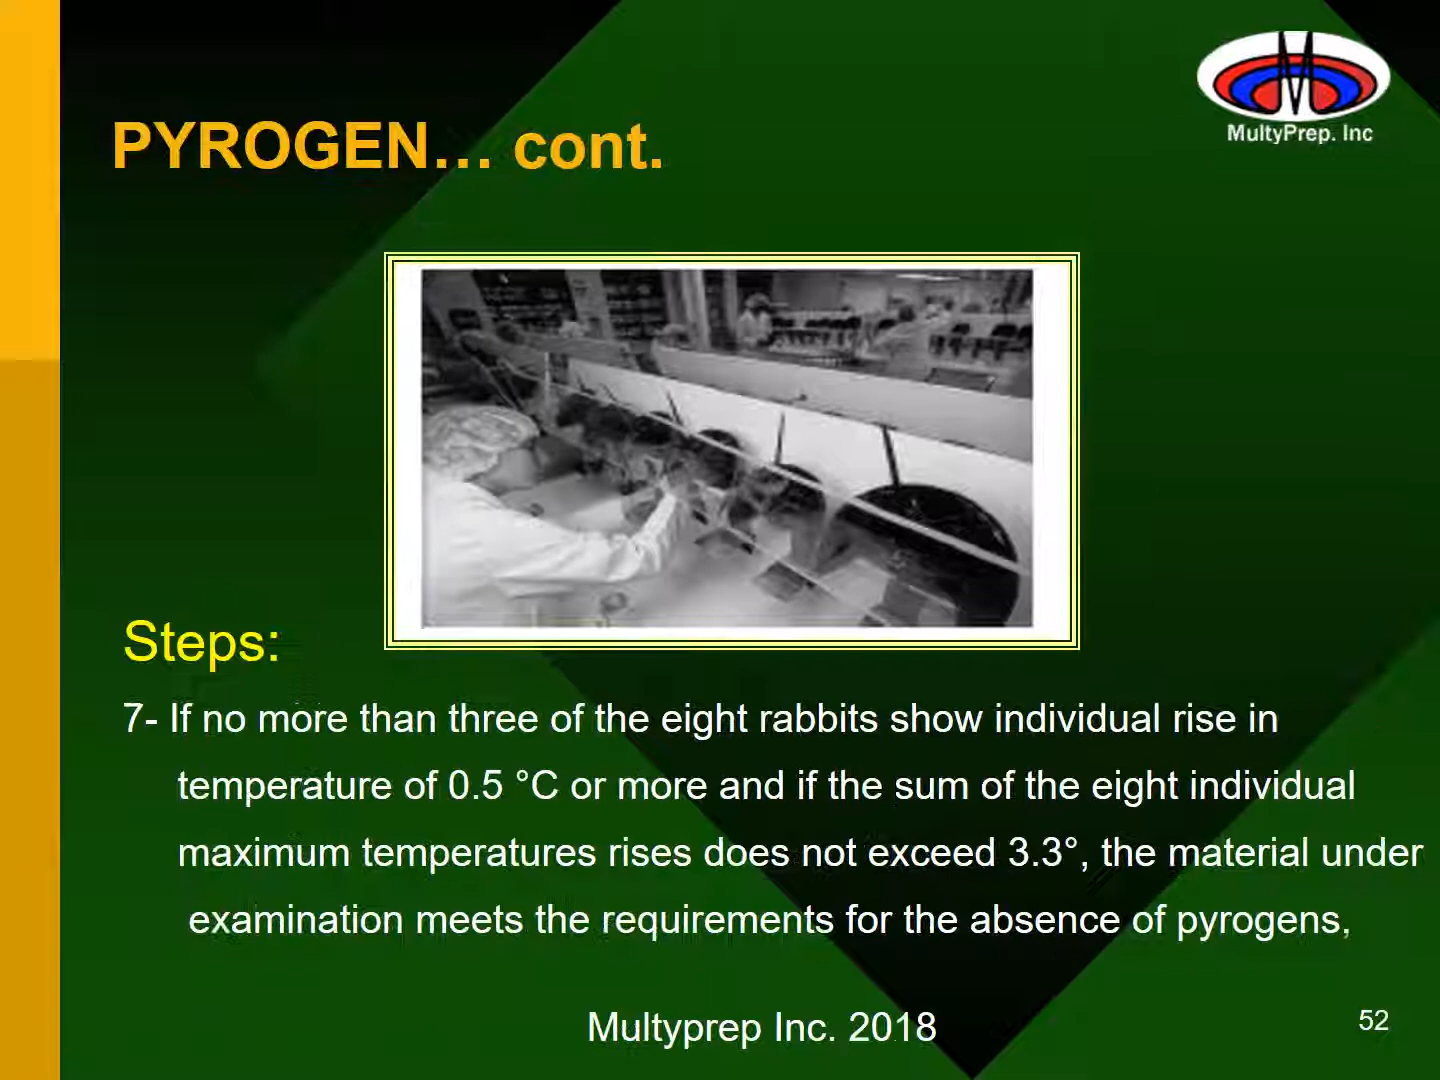 MultyPrep. Inc
PYROGEN… cont.
Steps:
7- If no more than three of the eight rabbits show individual rise in
temperature of 0.5 °C or more and if the sum of the eight individual
maximum temperatures rises does not exceed 3.3°, the material under
examination meets the requirements for the absence of pyrogens,
Multyprep Inc. 2018
52